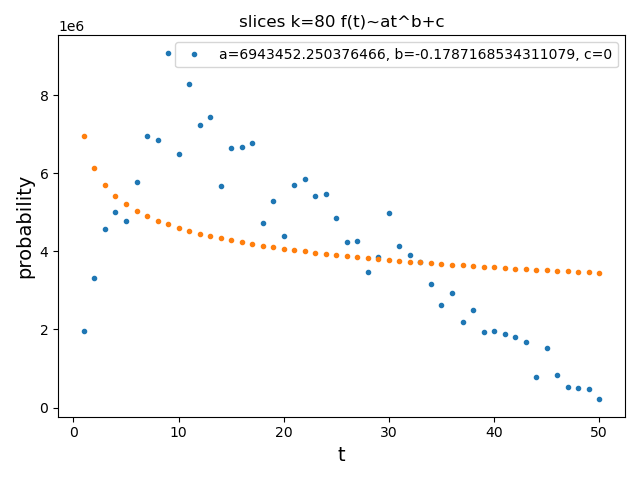 slices k=80 f(t)~at^b+c
1e6
a=6943452.250376466, b=-0.1787168534311079, c=0
8
6
4
2
0
probability
0 10 20 30 40 50
t